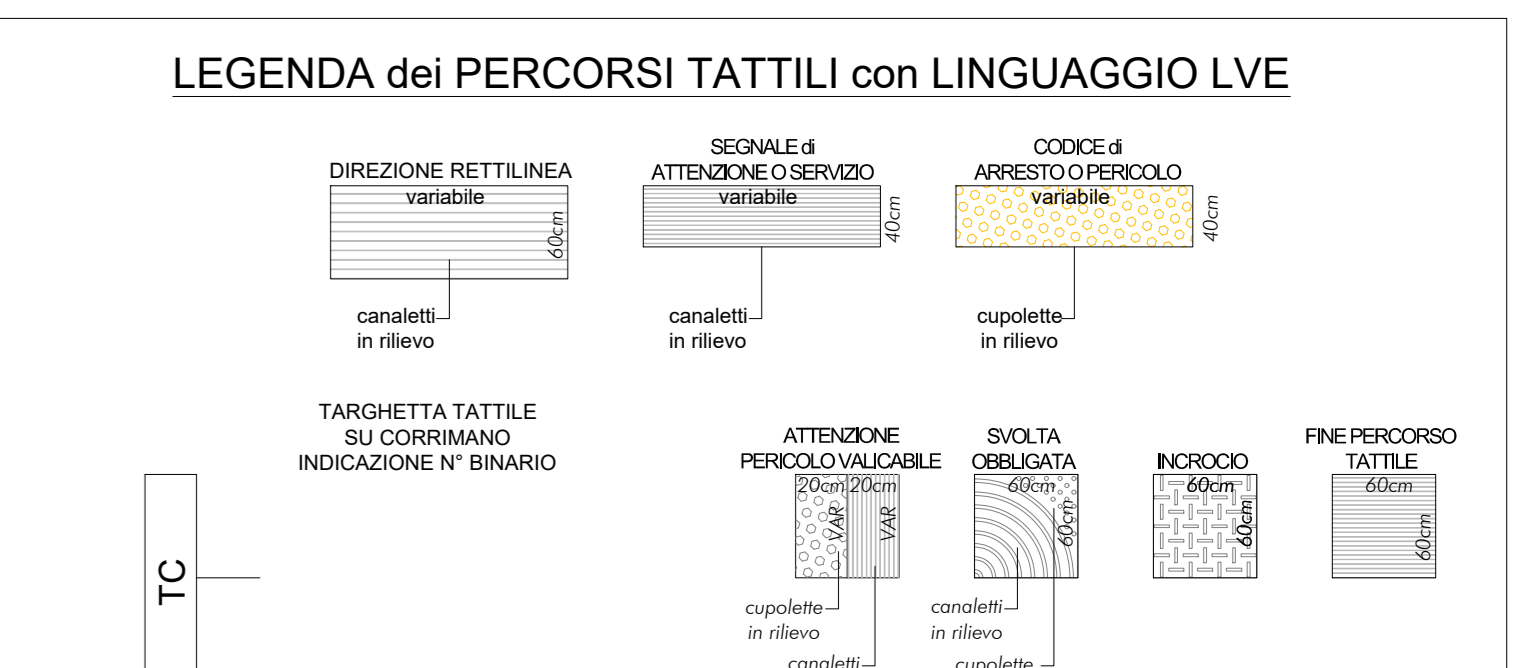 LEGENDA dei PERCORSI TATTILI con LINGUAGGIO LVE
DIREZIONE RETTILINEA
variabile
60cm
canaletti
in rilievo
SEGNALE di
ATTENZIONE O SERVIZIO
variabile
40cm
canaletti
in rilievo
CODICE di
ARRESTO O PERICOLO
variabile
40cm
cupolette
in rilievo
TARGHETTA TATTILE
SU CORRIMANO
INDICAZIONE N° BINARIO
TC
ATTENZIONE
PERICOLO VALICABILE
20cm 20cm
VAR
VAR
cupolette
in rilievo
canaletti
SVOLTA
OBBLIGATA
60cm
60cm
canaletti
in rilievo
cupolette
INCROCIO
60cm
60cm
FINE PERCORSO
TATTILE
60cm
60cm